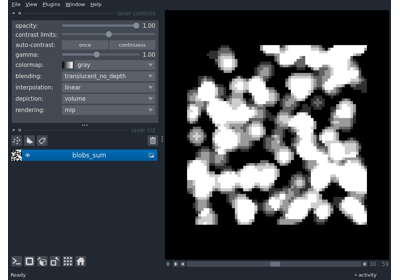 File View Plugins Window Help
layer controls
opacity: 1.00
contrast limits:
auto-contrast: once continuous
gamma: 1.00
colormap: gray
blending: translucent_no_depth
interpolation: linear
depiction: volume
rendering: mip
layer list
blobs_sum
30 59
Ready
activity